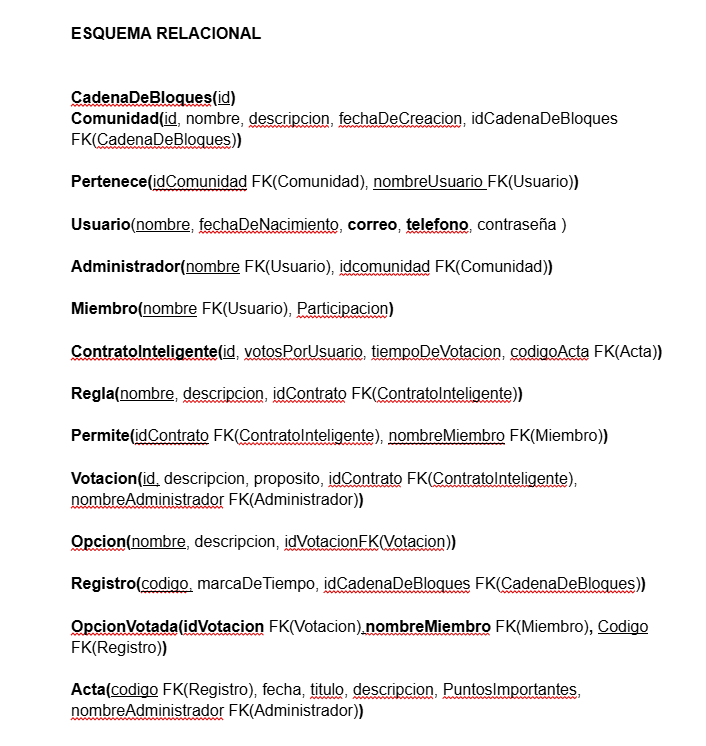 ESQUEMA RELACIONAL
CadenaDeBloques(id)
Comunidad(id, nombre, descripcion, fechaDeCreacion, idCadenaDeBloques
FK(CadenaDeBloques))
Pertenece(idComunidad FK(Comunidad), nombreUsuario FK(Usuario))
Usuario(nombre, fechaDeNacimiento, correo, telefono, contraseña )
Administrador(nombre FK(Usuario), idcomunidad FK(Comunidad))
Miembro(nombre FK(Usuario), Participacion)
ContratoInteligente(id, votosPorUsuario, tiempoDeVotacion, codigoActa FK(Acta))
Regla(nombre, descripcion, idContrato FK(ContratoInteligente))
Permite(idContrato FK(ContratoInteligente), nombreMiembro FK(Miembro))
Votacion(id, descripcion, proposito, idContrato FK(ContratoInteligente),
nombreAdministrador FK(Administrador))
Opcion(nombre, descripcion, idVotacionFK(Votacion))
Registro(codigo, marcaDeTiempo, idCadenaDeBloques FK(CadenaDeBloques))
OpcionVotada(idVotacion FK(Votacion),nombreMiembro FK(Miembro), Codigo
FK(Registro))
Acta(codigo FK(Registro), fecha, titulo, descripcion, PuntosImportantes,
nombreAdministrador FK(Administrador))